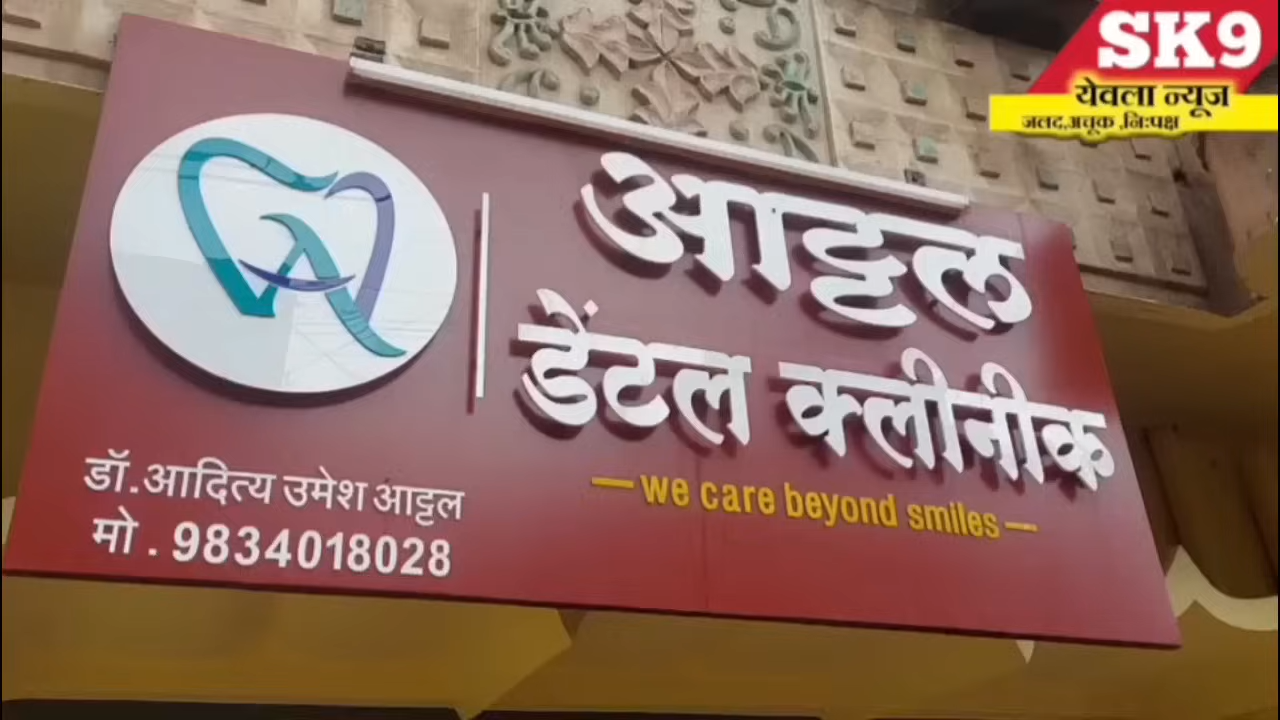 SK9
येवला न्यूज
जलद,अचूक ,नि:पक्ष
आट्टल
डेंटल क्लीनीक
we care beyond smiles
डॉ.आदित्य उमेश आट्टल
मो . 9834018028